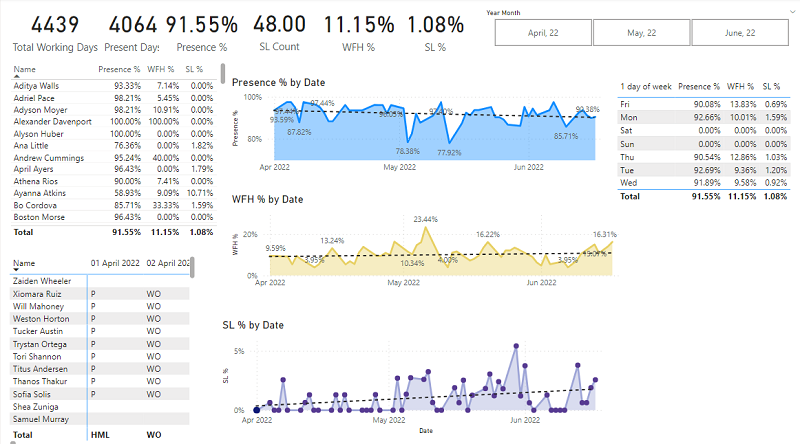 4439 4064 91.55% 48.00 11.15% 1.08%
Total Working Days Present Days Presence % SL Count WFH % SL %
Year Month
April, 22 May, 22 June, 22
Name Presence % WFH % SL %
Aditya Walls 93.33% 7.14% 0.00%
Adriel Pace 98.21% 5.45% 0.00%
Adyson Moyer 98.21% 10.91% 0.00%
Alexander Davenport 100.00% 100.00% 0.00%
Alyson Huber 100.00% 0.00% 0.00%
Ana Little 76.36% 0.00% 1.82%
Andrew Cummings 95.24% 40.00% 0.00%
April Ayers 96.43% 0.00% 1.79%
Athena Rios 90.00% 7.41% 0.00%
Ayanna Atkins 58.93% 9.09% 10.71%
Bo Cordova 85.71% 33.33% 1.59%
Boston Morse 96.43% 0.00% 0.00%
Total 91.55% 11.15% 1.08%
Presence % by Date
Presence %
100%
80%
97.44%
93.59%
87.82%
78.38%
77.92%
85.71%
90.38%
Apr 2022 May 2022 Jun 2022
1 day of week Presence % WFH % SL %
Fri 90.08% 13.83% 0.69%
Mon 92.66% 10.01% 1.59%
Sat 0.00% 0.00% 0.00%
Sun 0.00% 0.00% 0.00%
Thu 90.54% 12.86% 1.03%
Tue 92.69% 9.36% 1.20%
Wed 91.89% 9.58% 0.92%
Total 91.55% 11.15% 1.08%
WFH % by Date
WFH %
20%
0%
9.59%
3.95%
13.24%
10.34%
23.44%
4.00%
16.22%
3.95%
16.31%
Apr 2022 May 2022 Jun 2022
Name 01 April 2022 02 April 202
Zaiden Wheeler
Xiomara Ruiz P WO
Will Mahoney P WO
Weston Horton P WO
Tucker Austin P WO
Trystan Ortega P WO
Tori Shannon P WO
Titus Andersen P WO
Thanos Thakur P WO
Sofia Solis P WO
Shea Zuniga
Samuel Murray
Total HML WO
SL % by Date
SL %
5%
0%
Apr 2022 May 2022 Jun 2022
Date